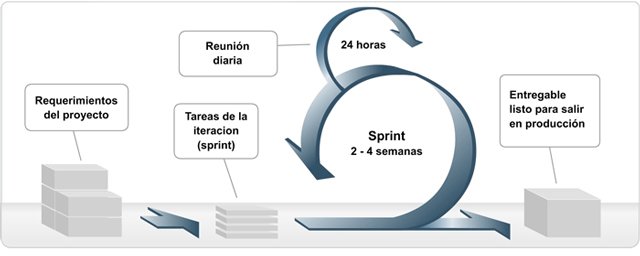 Requerimientos
del proyecto
Tareas de la
iteracion
(sprint)
Reunión
diaria
24 horas
Sprint
2 - 4 semanas
Entregable
listo para salir
en producción